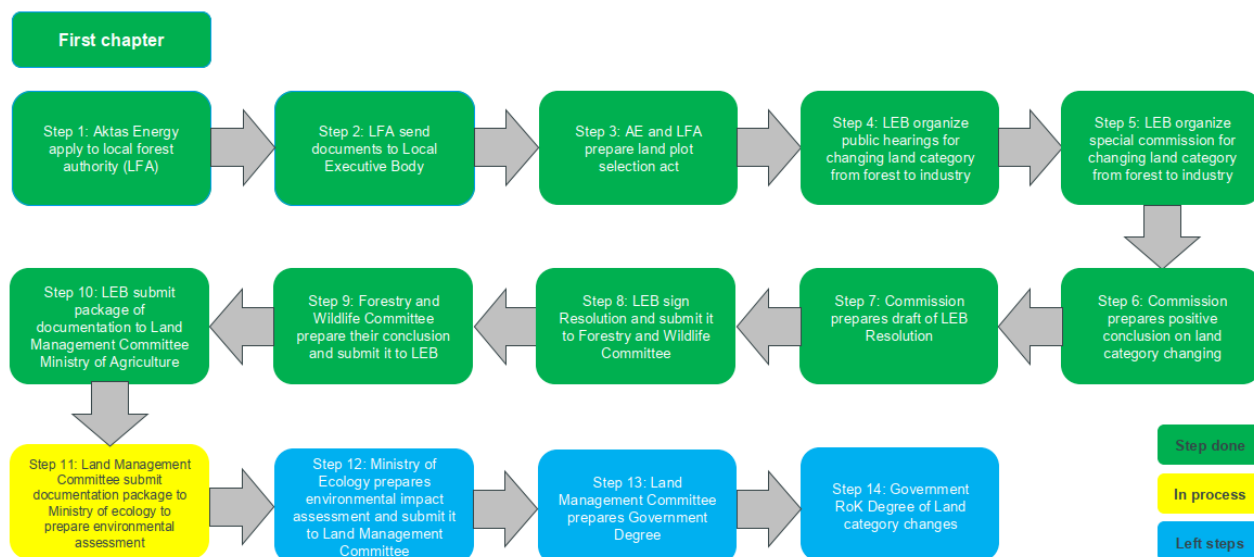 First chapter
Step 1: Aktas Energy
apply to local forest
authority (LFA)
Step 2: LFA send
documents to Local
Executive Body
Step 3: AE and LFA
prepare land plot
selection act
Step 4: LEB organize
public hearings for
changing land category
from forest to industry
Step 5: LEB organize
special commission for
changing land category
from forest to industry
Step 6: Commission
prepares positive
conclusion on land
category changing
Step 7: Commission
prepares draft of LEB
Resolution
Step 8: LEB sign
Resolution and submit it
to Forestry and Wildlife
Committee
Step 9: Forestry and
Wildlife Committee
prepare their conclusion
and submit it to LEB
Step 10: LEB submit
package of
documentation to Land
Management Committee
Ministry of Agriculture
Step 11: Land Management
Committee submit
documentation package to
Ministry of ecology to
prepare environmental
assessment
Step 12: Ministry of
Ecology prepares
environmental impact
assessment and submit it
to Land Management
Committee
Step 13: Land
Management Committee
prepares Government
Degree
Step 14: Government
RoK Degree of Land
category changes
Step done
In process
Left steps